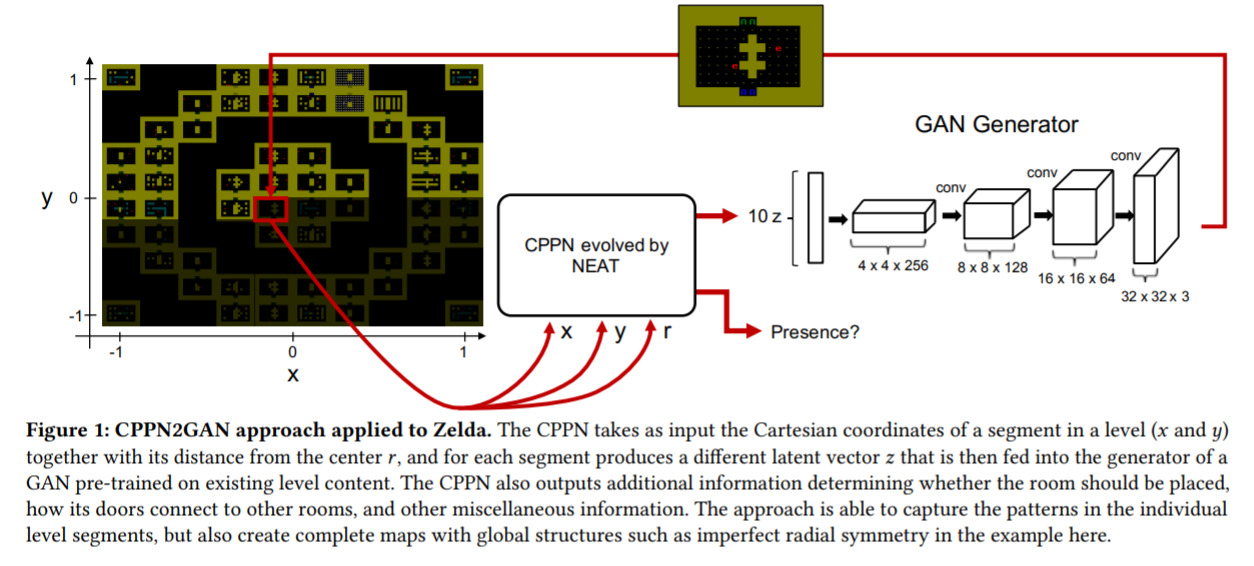 GAN Generator
1
y
0
-1
-1
0
1
x
CPPN evolved by
NEAT
x
y
r
10 z
Presence?
conv
conv
conv
4 x 4 x 256
8 x 8 x 128
16 x 16 x 64
32 x 32 x 3
Figure 1: CPPN2GAN approach applied to Zelda. The CPPN takes as input the Cartesian coordinates of a segment in a level (x and y)
together with its distance from the center r, and for each segment produces a different latent vector z that is then fed into the generator of a
GAN pre-trained on existing level content. The CPPN also outputs additional information determining whether the room should be placed,
how its doors connect to other rooms, and other miscellaneous information. The approach is able to capture the patterns in the individual
level segments, but also create complete maps with global structures such as imperfect radial symmetry in the example here.